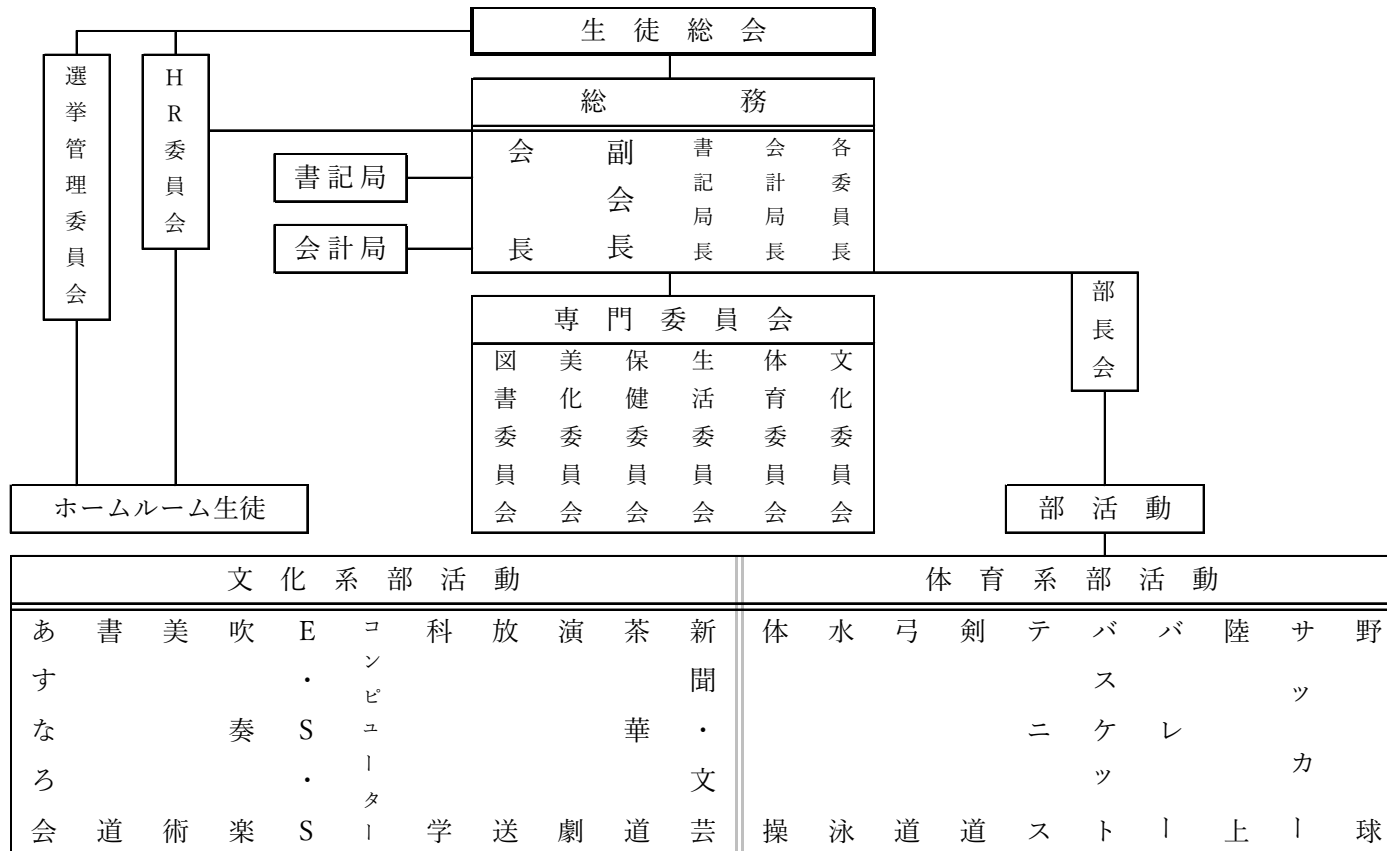 生徒総会
選挙管理委員会
HR委員会
総務
会長
副会長
書記局長
会計局長
各委員長
書記局
会計局
部長会
専門委員会
図書委員会
美化委員会
保健委員会
生活委員会
体育委員会
文化委員会
ホームルーム生徒
部活動
文化系部活動
あすなろ会
書道
美術
吹奏楽
E・S・S
コンピューター
科学
放送
演劇
茶華道
新聞・文芸
体育系部活動
体操
水泳
弓道
剣道
テニス
バスケット
バレー
陸上
サッカー
野球